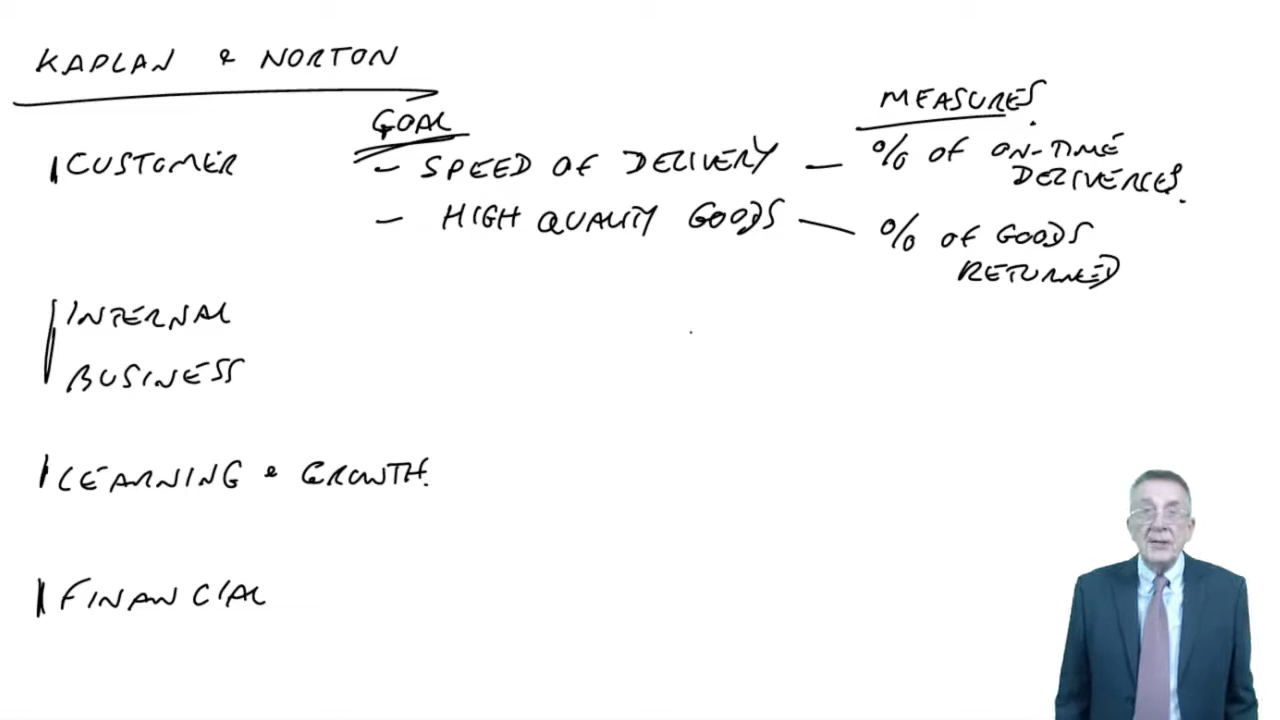 KAPLAN & NORTON
GOAL
MEASURES.
CUSTOMER
- SPEED OF DELIVERY - % OF ON-TIME
DELIVERIES.
- HIGH QUALITY GOODS - % OF GOODS
RETURNED
INTERNAL
BUSINESS
LEARNING & GROWTH.
FINANCIAL